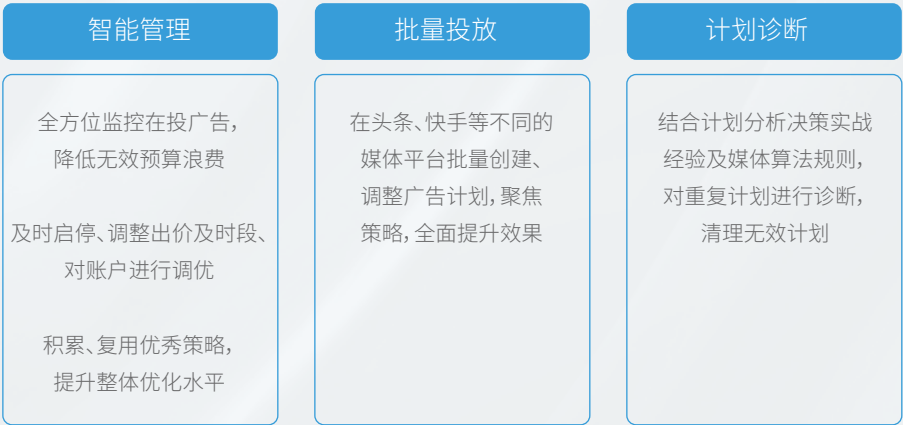 智能管理
全方位监控在投广告，
降低无效预算浪费
及时启停、调整出价及时段、
对账户进行调优
积累、复用优秀策略，
提升整体优化水平
批量投放
在头条、快手等不同的
媒体平台批量创建、
调整广告计划，聚焦
策略，全面提升效果
计划诊断
结合计划分析决策实战
经验及媒体算法规则，
对重复计划进行诊断，
清理无效计划